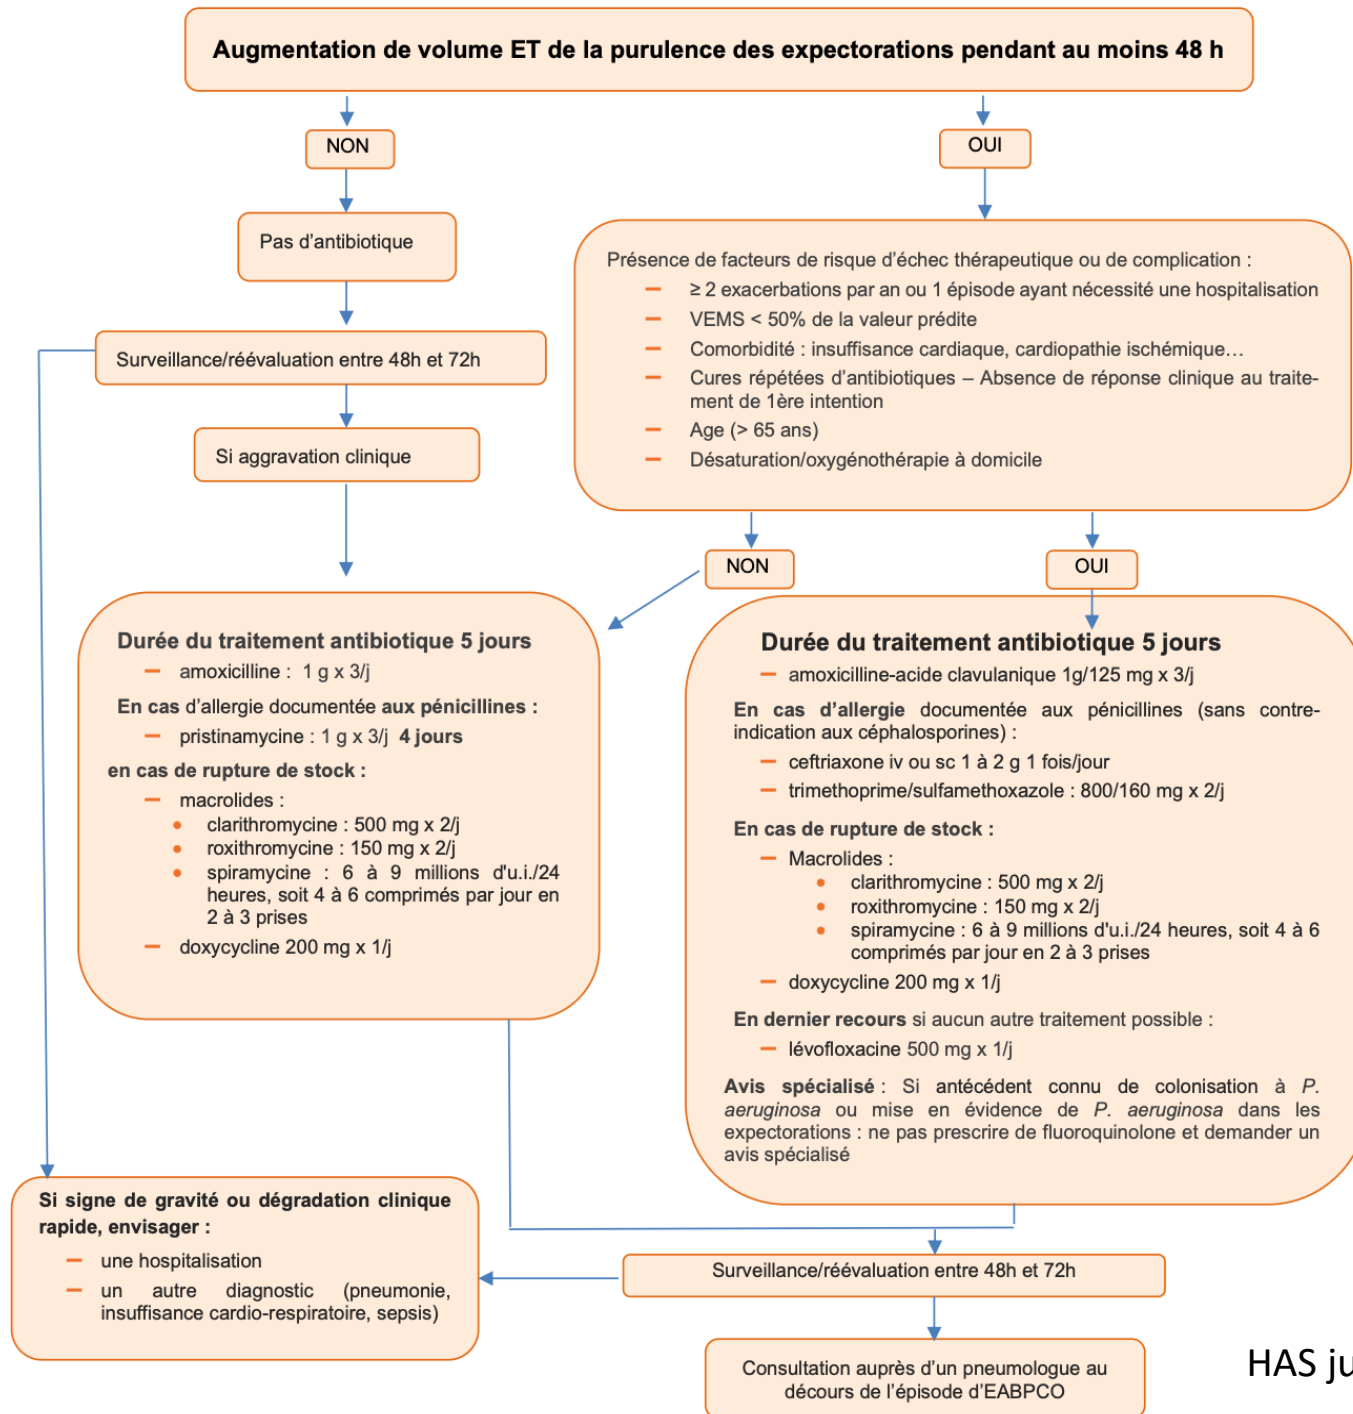 Augmentation de volume ET de la purulence des expectorations pendant au moins 48 h
NON
OUI
Pas d'antibiotique
Surveillance/réévaluation entre 48h et 72h
Si aggravation clinique
Présence de facteurs de risque d'échec thérapeutique ou de complication :
– ≥ 2 exacerbations par an ou 1 épisode ayant nécessité une hospitalisation
– VEMS < 50% de la valeur prédite
– Comorbidité : insuffisance cardiaque, cardiopathie ischémique…
– Cures répétées d'antibiotiques – Absence de réponse clinique au traite-
ment de 1ère intention
– Age (> 65 ans)
– Désaturation/oxygénothérapie à domicile
NON
OUI
Durée du traitement antibiotique 5 jours
– amoxicilline : 1 g x 3/j
En cas d'allergie documentée aux pénicillines :
– pristinamycine : 1 g x 3/j 4 jours
en cas de rupture de stock :
– macrolides :
• clarithromycine : 500 mg x 2/j
• roxithromycine : 150 mg x 2/j
• spiramycine : 6 à 9 millions d'u.i./24
heures, soit 4 à 6 comprimés par jour en
2 à 3 prises
– doxycycline 200 mg x 1/j
Durée du traitement antibiotique 5 jours
– amoxicilline-acide clavulanique 1g/125 mg x 3/j
En cas d'allergie documentée aux pénicillines (sans contre-
indication aux céphalosporines) :
– ceftriaxone iv ou sc 1 à 2 g 1 fois/jour
– trimethoprime/sulfamethoxazole : 800/160 mg x 2/j
En cas de rupture de stock :
– Macrolides :
• clarithromycine : 500 mg x 2/j
• roxithromycine : 150 mg x 2/j
• spiramycine : 6 à 9 millions d'u.i./24 heures, soit 4 à 6
comprimés par jour en 2 à 3 prises
– doxycycline 200 mg x 1/j
En dernier recours si aucun autre traitement possible :
– lévofloxacine 500 mg x 1/j
Avis spécialisé : Si antécédent connu de colonisation à P.
aeruginosa ou mise en évidence de P. aeruginosa dans les
expectorations : ne pas prescrire de fluoroquinolone et demander un
avis spécialisé
Si signe de gravité ou dégradation clinique
rapide, envisager :
– une hospitalisation
– un autre diagnostic (pneumonie,
insuffisance cardio-respiratoire, sepsis)
Surveillance/réévaluation entre 48h et 72h
Consultation auprès d'un pneumologue au
décours de l'épisode d'EABPCO
HAS